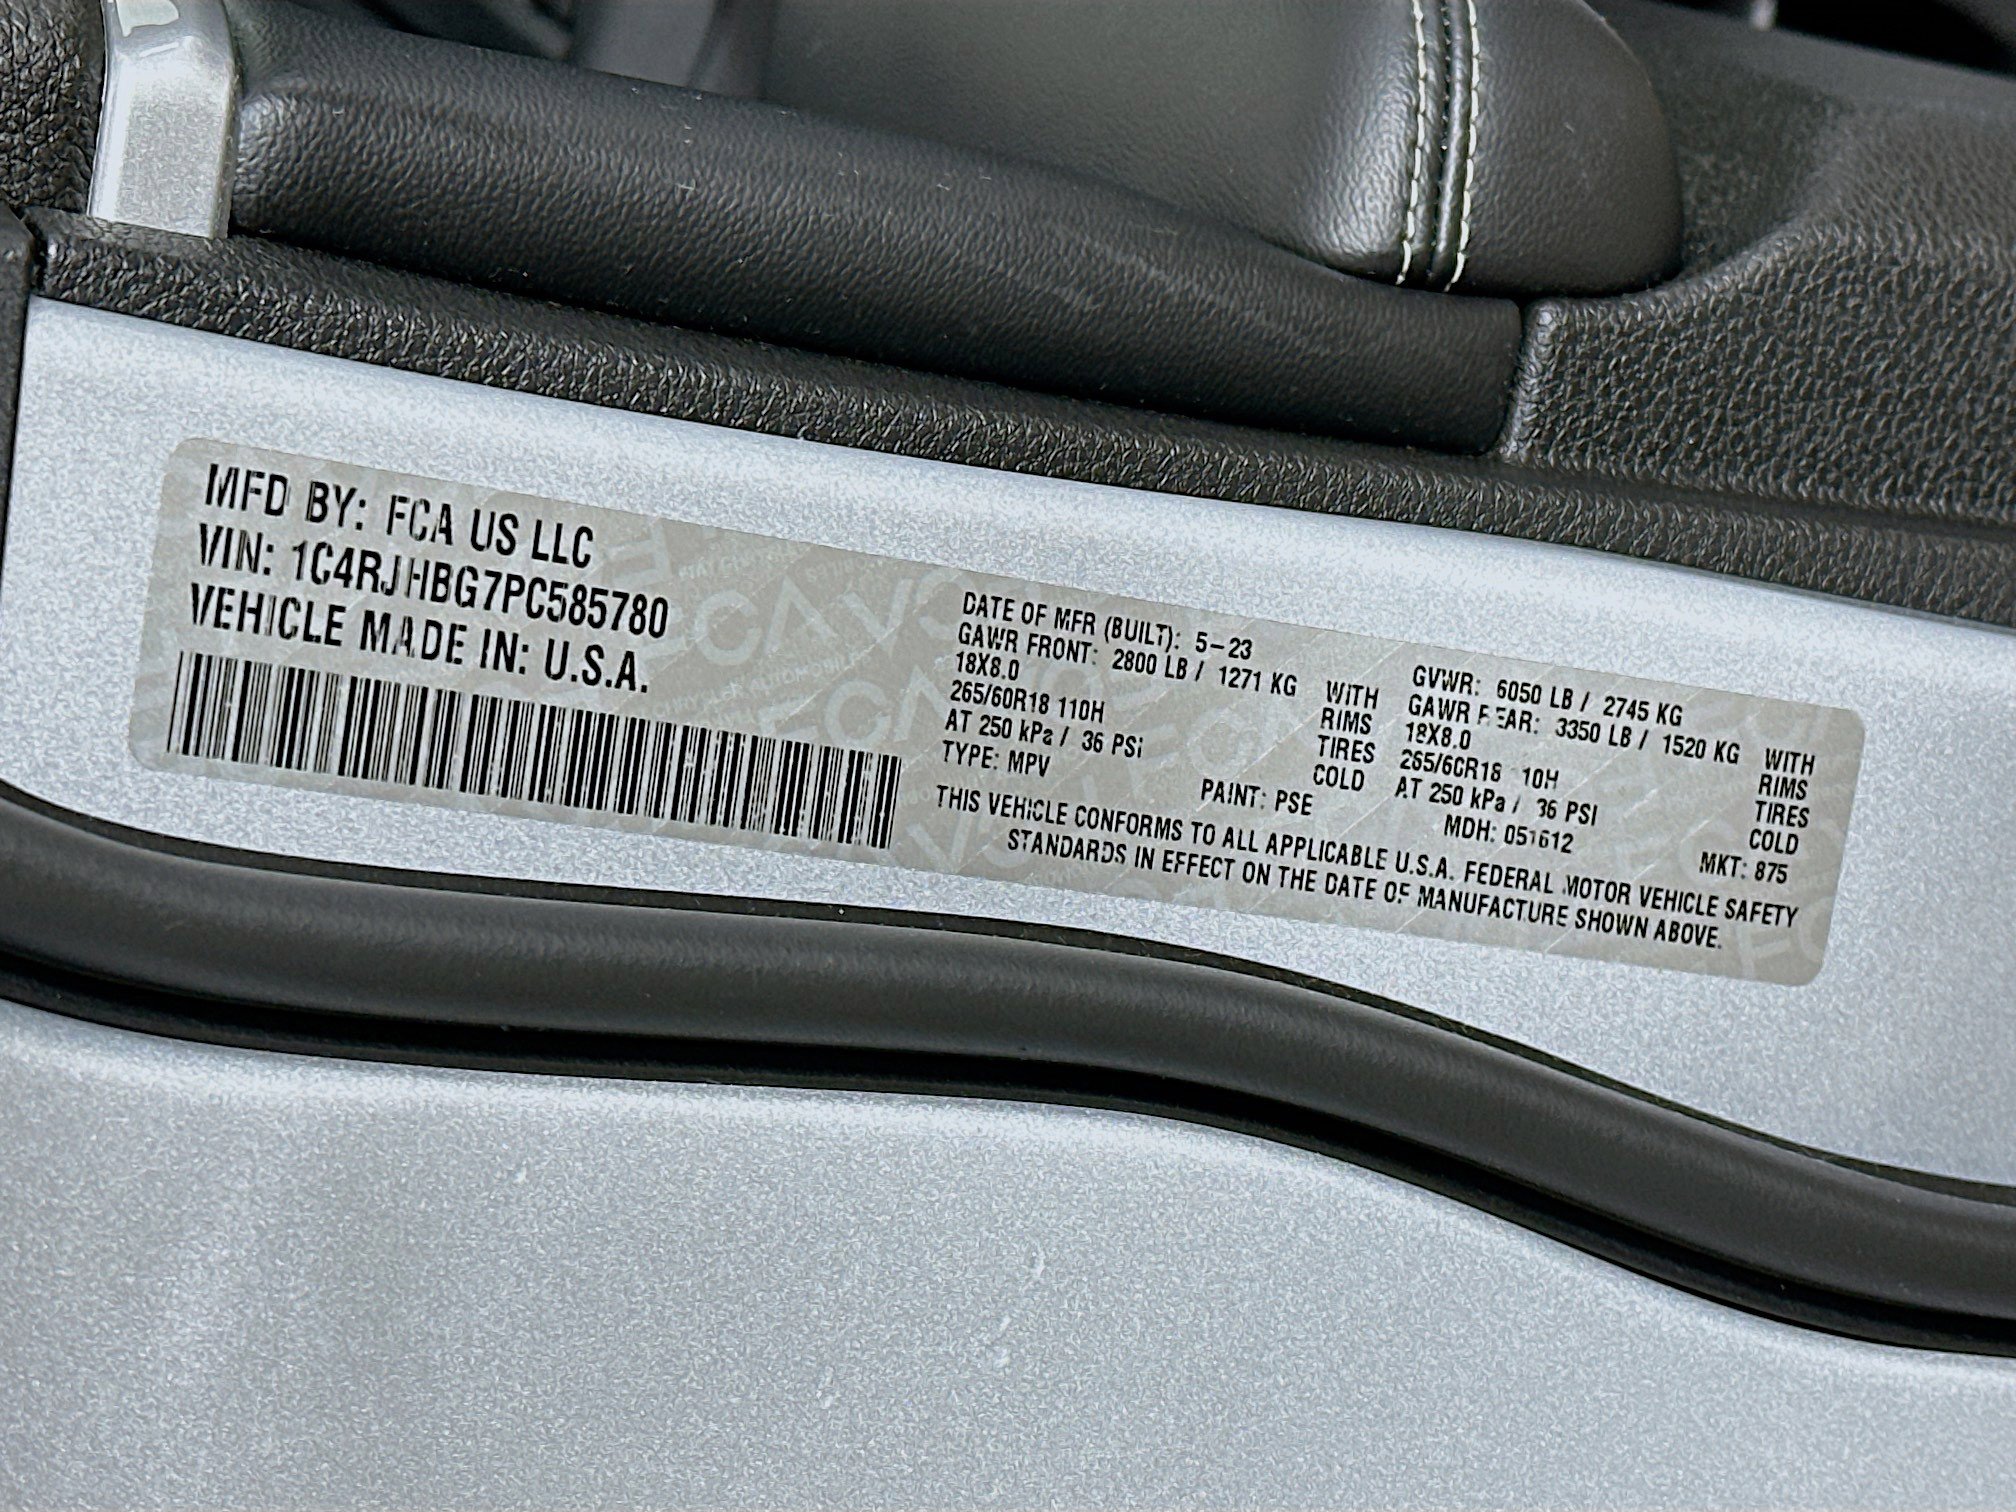 MFD BY: FCA US LLC
VIN: 1C4RJHBG7PC585780
VEHICLE MADE IN: U.S.A.
DATE OF MFR (BUILT): 5-23
GAWR FRONT: 2800 LB / 1271 KG WITH
18X8.0 RIMS
265/60R18 110H TIRES
AT 250 kPa / 36 PSI COLD
TYPE: MPV
PAINT: PSE
GVWR: 6050 LB / 2745 KG
GAWR REAR: 3350 LB / 1520 KG WITH
18X8.0 RIMS
265/60R18 110H TIRES
AT 250 kPa / 36 PSI COLD
MDH: 051612
MKT: 875
THIS VEHICLE CONFORMS TO ALL APPLICABLE U.S.A. FEDERAL MOTOR VEHICLE SAFETY
STANDARDS IN EFFECT ON THE DATE OF MANUFACTURE SHOWN ABOVE.